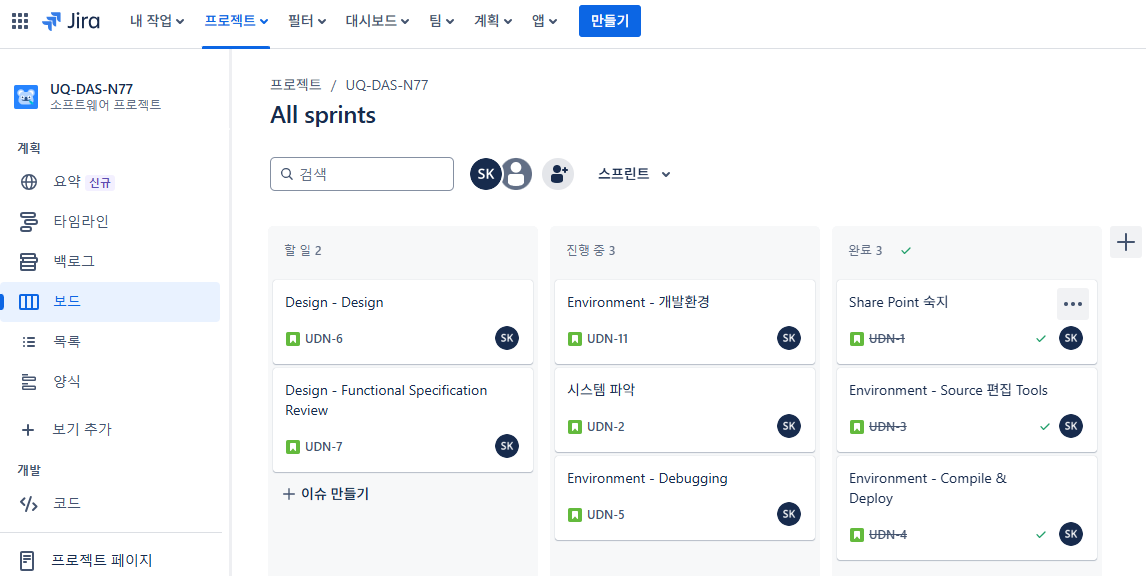 Jira
내 작업
프로젝트
필터
대시보드
팀
계획
앱
만들기
UQ-DAS-N77
소프트웨어 프로젝트
계획
요약 신규
타임라인
백로그
보드
목록
양식
보기 추가
개발
코드
프로젝트 페이지
프로젝트 / UQ-DAS-N77
All sprints
검색
SK
스프린트
할 일 2
Design - Design
UDN-6
SK
Design - Functional Specification
Review
UDN-7
SK
이슈 만들기
진행 중 3
Environment - 개발환경
UDN-11
SK
시스템 파악
UDN-2
SK
Environment - Debugging
UDN-5
SK
완료 3
Share Point 숙지
UDN-1
SK
Environment - Source 편집 Tools
UDN-3
SK
Environment - Compile &
Deploy
UDN-4
SK